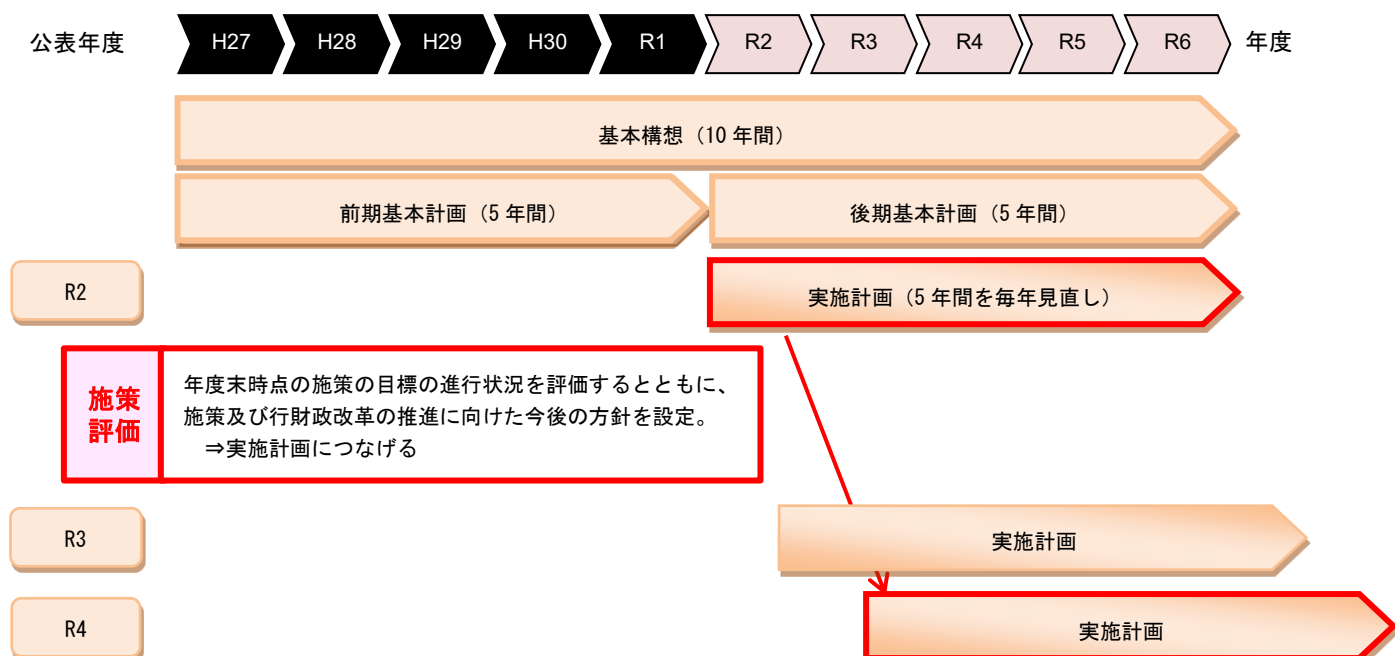 公表年度 H27 H28 H29 H30 R1 R2 R3 R4 R5 R6 年度
基本構想（10 年間）
前期基本計画（5 年間） 後期基本計画（5 年間）
R2 実施計画（5 年間を毎年見直し）
施策
評価
年度末時点の施策の目標の進行状況を評価するとともに、
施策及び行財政改革の推進に向けた今後の方針を設定。
⇒実施計画につなげる
R3 実施計画
R4 実施計画